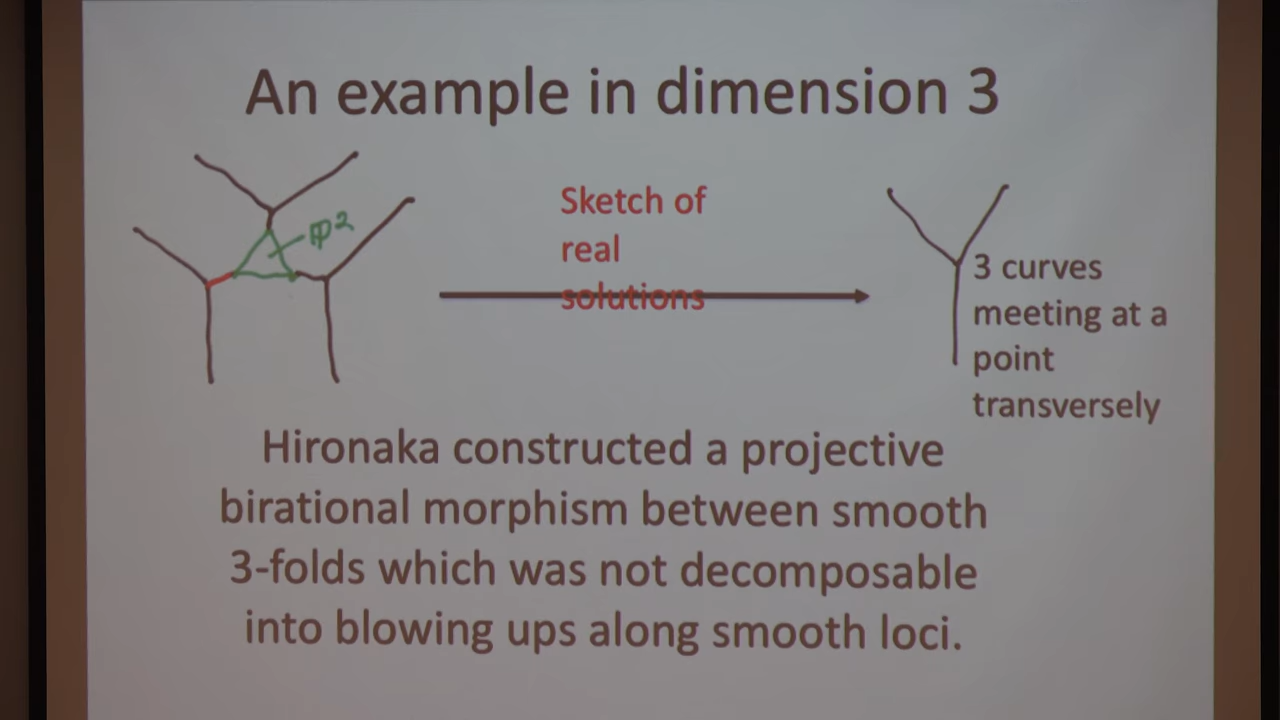 An example in dimension 3
ℙ²
Sketch of
real
solutions
3 curves
meeting at a
point
transversely
Hironaka constructed a projective
birational morphism between smooth
3-folds which was not decomposable
into blowing ups along smooth loci.